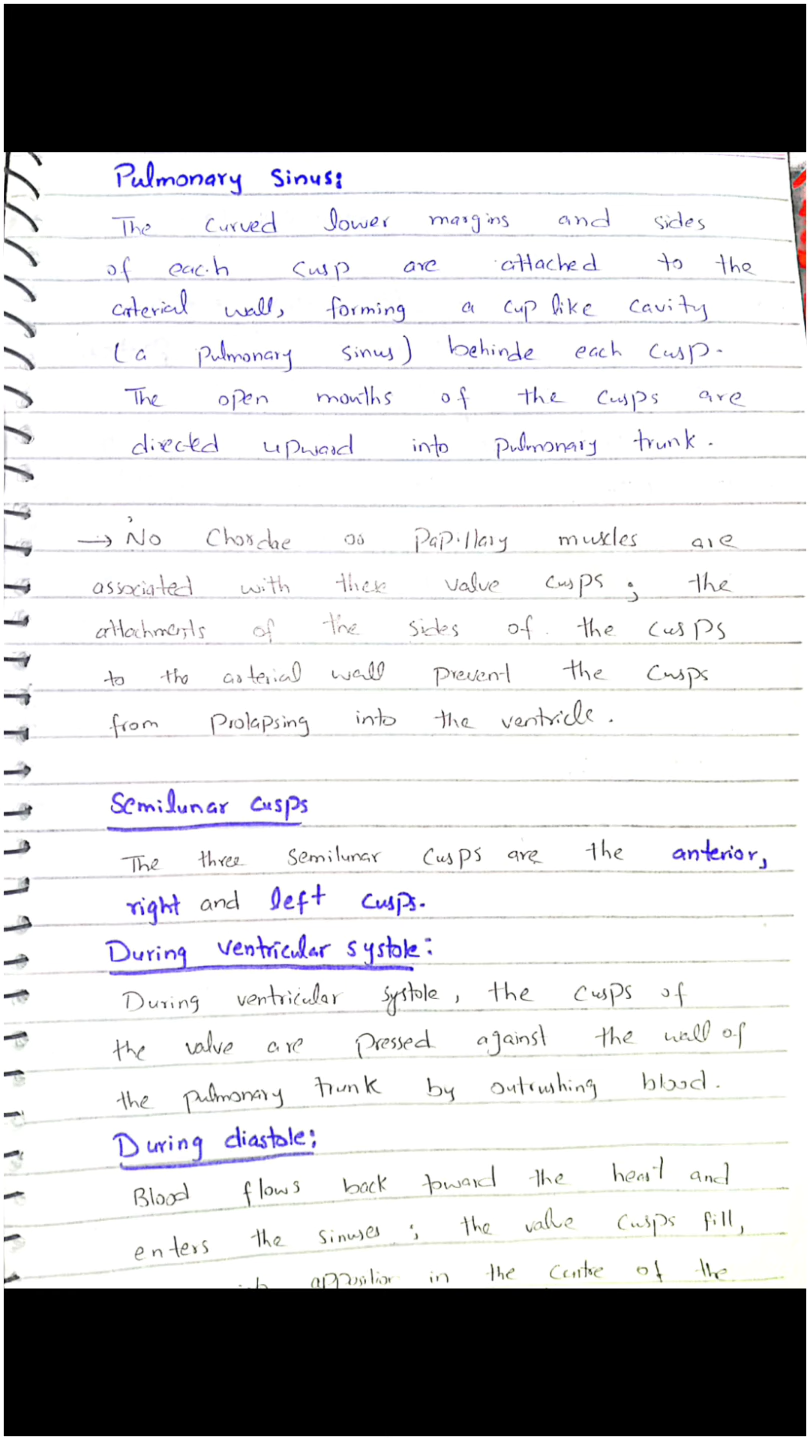 Pulmonary Sinus:
The curved lower margins and sides
of each cusp are attached to the
arterial wall, forming a cup like cavity
(a pulmonary sinus) behinde each cusp.
The open mouths of the cusps are
directed upward into pulmonary trunk.
→ No Chordae or Papillary muscles are
associated with these valve cusps; the
attachments of the sides of the cusps
to the arterial wall prevent the cusps
from prolapsing into the ventricle.
Semilunar cusps
The three semilunar cusps are the anterior,
right and left cusps.
During ventricular systole:
During ventricular systole, the cusps of
the valve are pressed against the wall of
the pulmonary trunk by outrushing blood.
During diastole:
Blood flows back toward the heart and
enters the sinuses; the valve cusps fill,
apposition in the centre of the